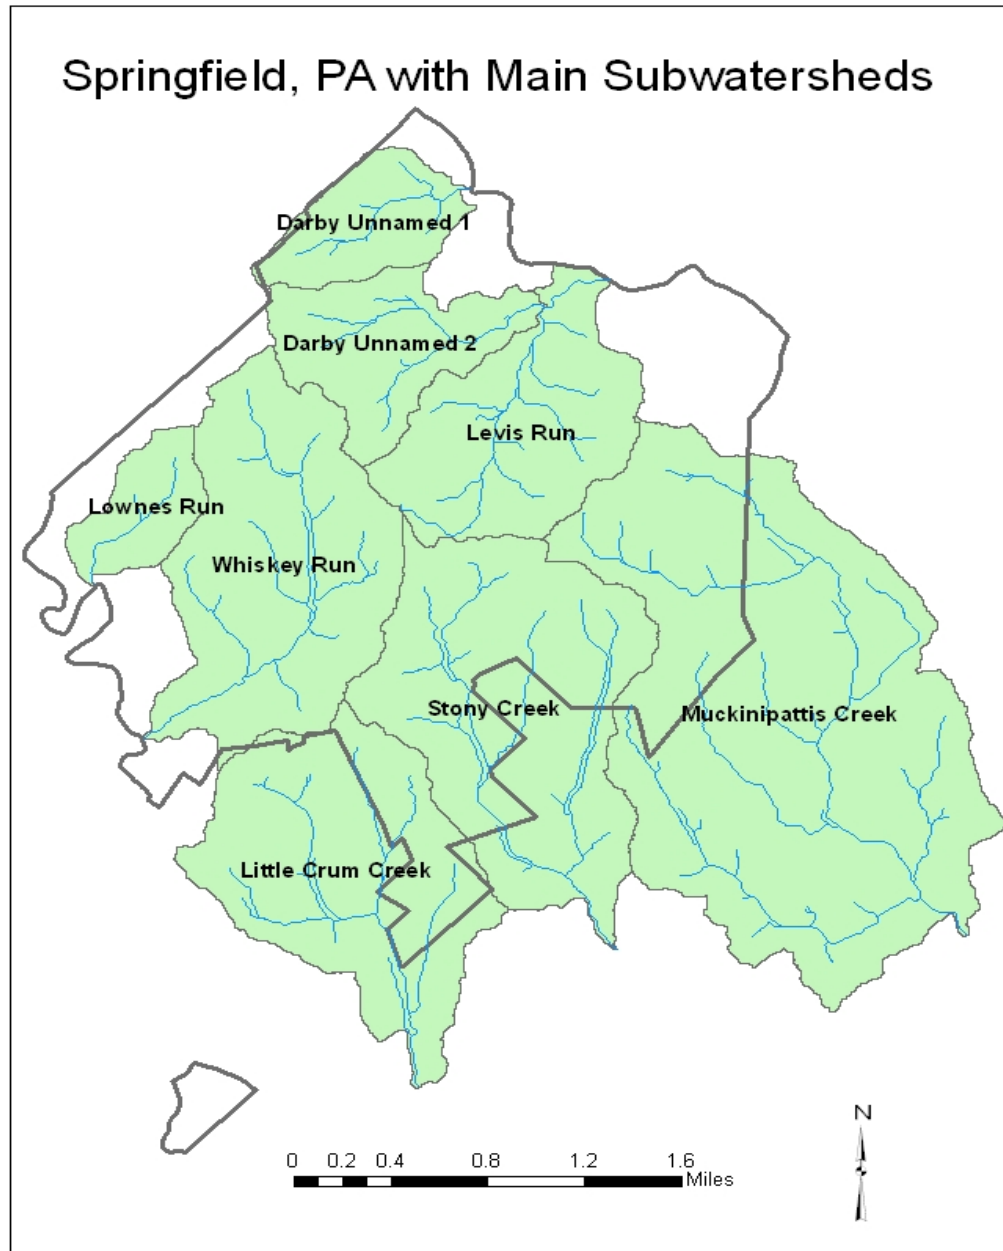 Springfield, PA with Main Subwatersheds
Darby Unnamed 1
Darby Unnamed 2
Levis Run
Lownes Run
Whiskey Run
Stony Creek
Muckinipattis Creek
Little Crum Creek
N
0 0.2 0.4 0.8 1.2 1.6
Miles